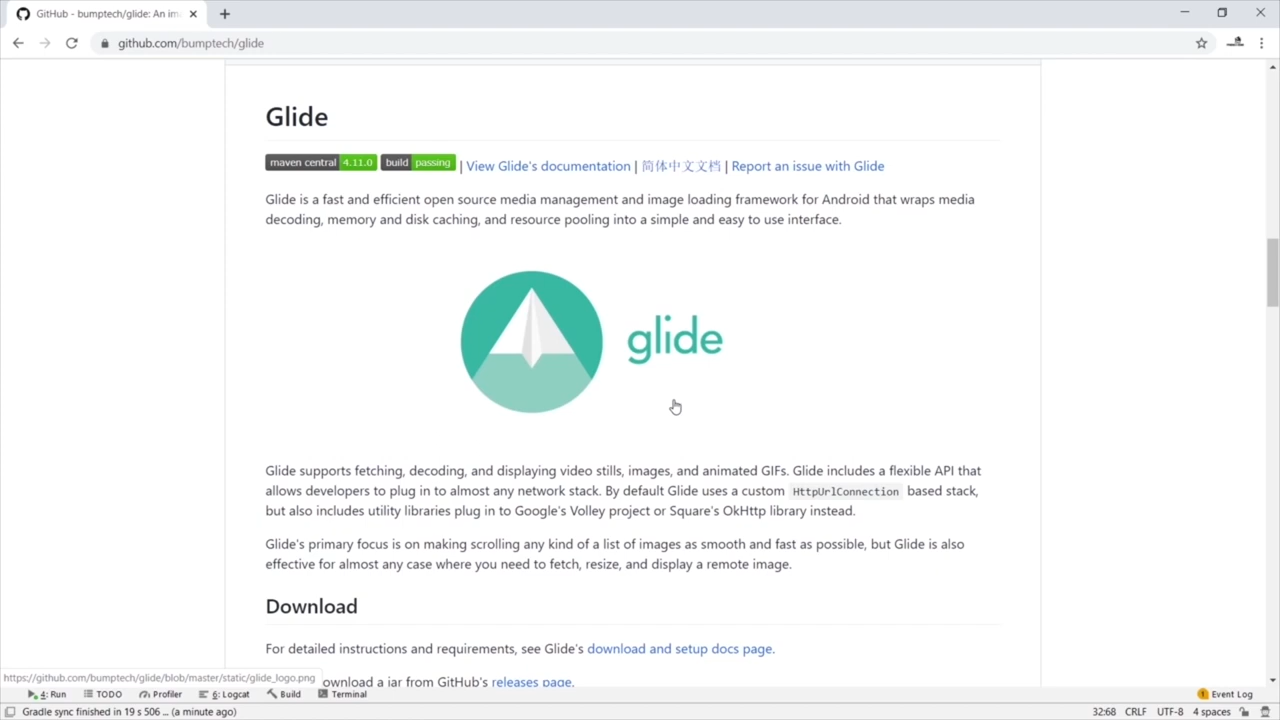 GitHub - bumptech/glide: An im
github.com/bumptech/glide
Glide
maven central 4.11.0 build passing | View Glide's documentation | 简体中文文档 | Report an issue with Glide
Glide is a fast and efficient open source media management and image loading framework for Android that wraps media
decoding, memory and disk caching, and resource pooling into a simple and easy to use interface.
glide
Glide supports fetching, decoding, and displaying video stills, images, and animated GIFs. Glide includes a flexible API that
allows developers to plug in to almost any network stack. By default Glide uses a custom HttpUrlConnection based stack,
but also includes utility libraries plug in to Google's Volley project or Square's OkHttp library instead.
Glide's primary focus is on making scrolling any kind of a list of images as smooth and fast as possible, but Glide is also
effective for almost any case where you need to fetch, resize, and display a remote image.
Download
For detailed instructions and requirements, see Glide's download and setup docs page.
https://github.com/bumptech/glide/blob/master/static/glide_logo.png
ownload a jar from GitHub's releases page.
4: Run TODO Profiler 6: Logcat Build Terminal 1 Event Log
Gradle sync finished in 19 s 506 ... (a minute ago) 32:68 CRLF UTF-8 4 spaces